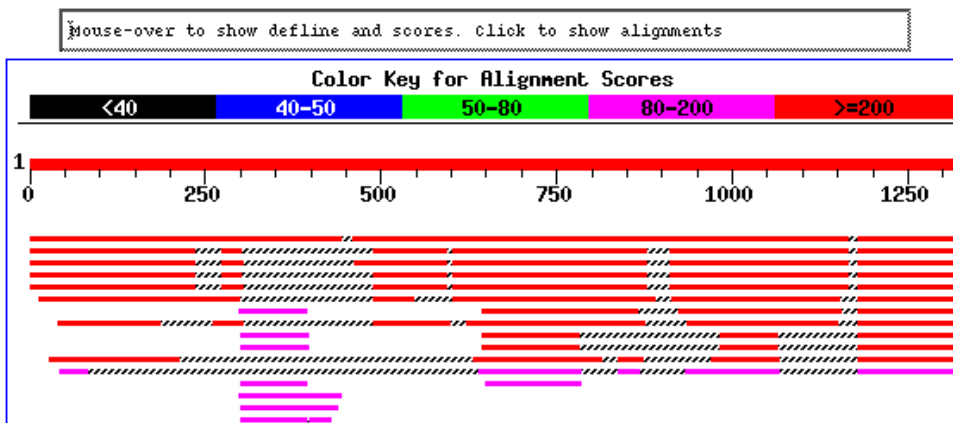 Mouse-over to show defline and scores. Click to show alignments
Color Key for Alignment Scores
<40 40-50 50-80 80-200 >=200
1
0 250 500 750 1000 1250